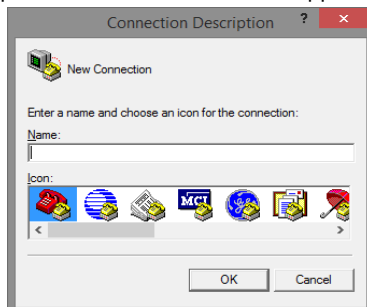 Connection Description ?
New Connection
Enter a name and choose an icon for the connection:
Name:
Icon:
MCI
OK Cancel